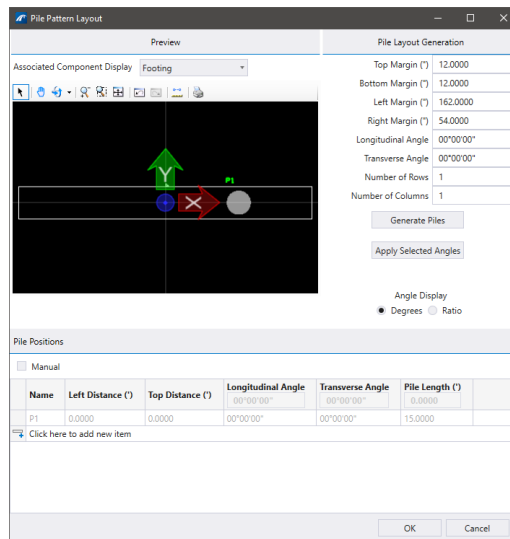 Pile Pattern Layout
Preview
Pile Layout Generation
Associated Component Display Footing
Top Margin (") 12.0000
Bottom Margin (") 12.0000
Left Margin (") 162.0000
Right Margin (") 54.0000
Longitudinal Angle 00°00'00"
Transverse Angle 00°00'00"
Number of Rows 1
Number of Columns 1
Generate Piles
Apply Selected Angles
Y
P1
X
Angle Display
Degrees Ratio
Pile Positions
Manual
Name Left Distance (') Top Distance (') Longitudinal Angle Transverse Angle Pile Length (')
00°00'00" 00°00'00" 0.0000
P1 0.0000 0.0000 00°00'00" 00°00'00" 15.0000
Click here to add new item
OK Cancel